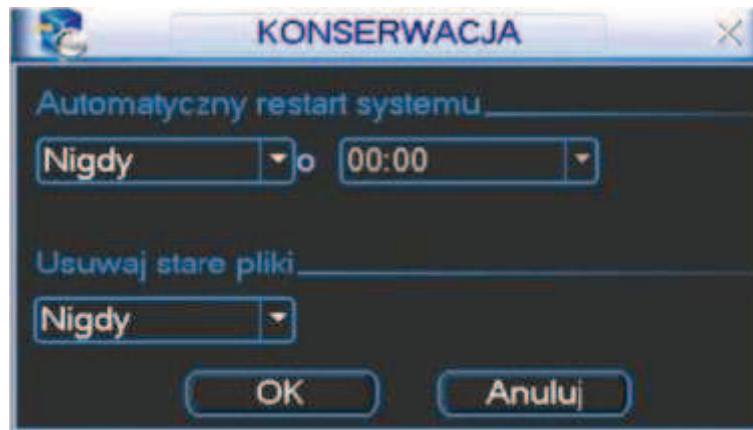 KONSERWACJA
Automatyczny restart systemu
Nigdy o 00:00
Usuwaj stare pliki
Nigdy
OK Anuluj